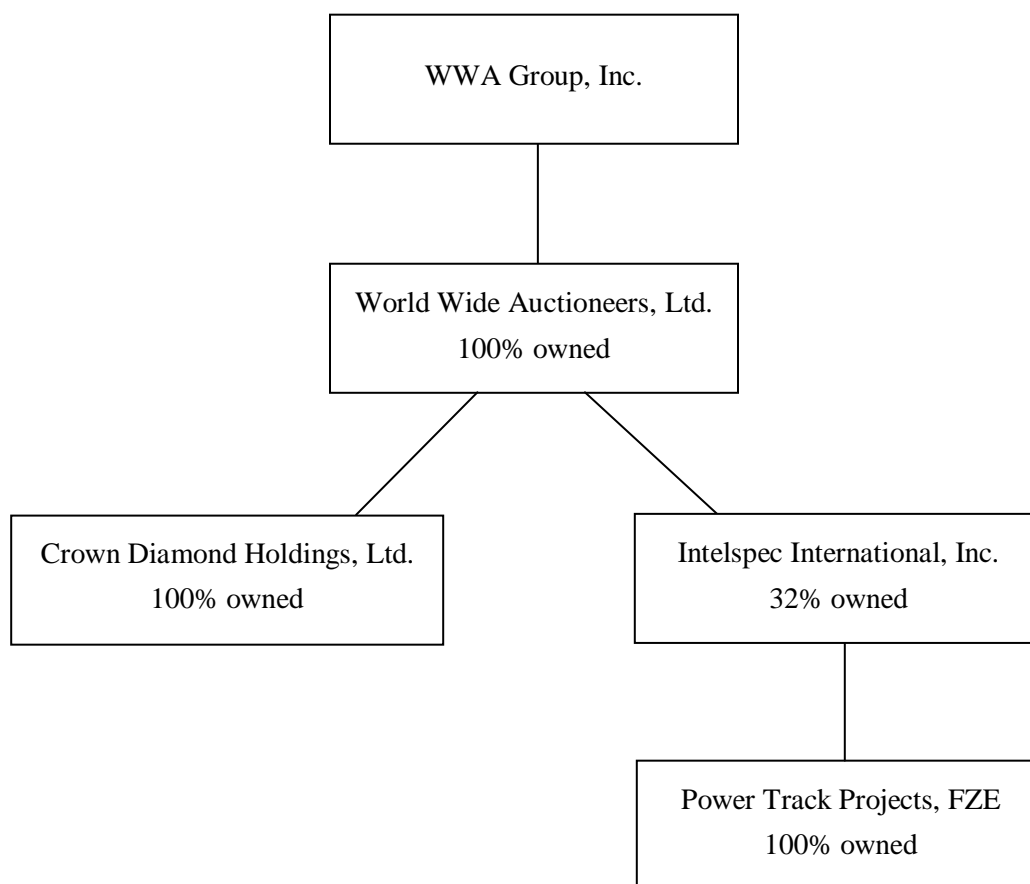 WWA Group, Inc.
World Wide Auctioneers, Ltd.
100% owned
Crown Diamond Holdings, Ltd.
100% owned
Intelspec International, Inc.
32% owned
Power Track Projects, FZE
100% owned